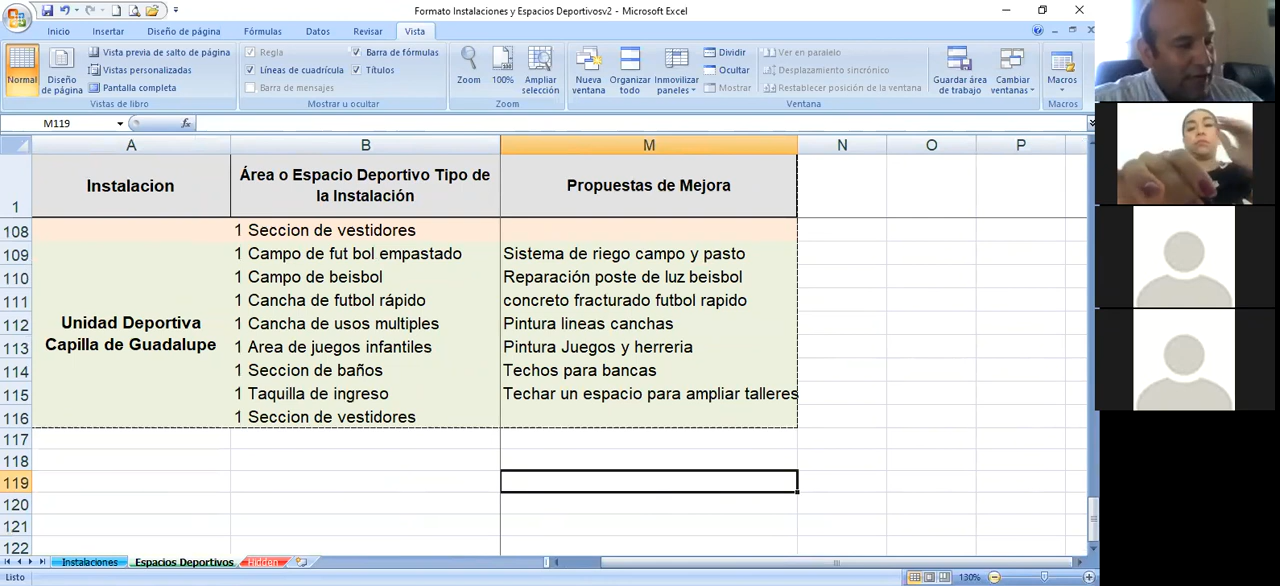 Formato Instalaciones y Espacios Deportivosv2 - Microsoft Excel
Inicio Insertar Diseño de página Fórmulas Datos Revisar Vista
Normal
Diseño de página
Vista previa de salto de página
Vistas personalizadas
Pantalla completa
Vistas de libro
Regla
Líneas de cuadrícula
Barra de mensajes
Barra de fórmulas
Títulos
Mostrar u ocultar
Zoom
100%
Ampliar selección
Zoom
Nueva ventana
Organizar todo
Inmovilizar paneles
Dividir
Ocultar
Mostrar
Ver en paralelo
Desplazamiento sincrónico
Restablecer posición de la ventana
Guardar área de trabajo
Cambiar ventanas
Ventana
Macros
Macros
M119 fx
A B M N O P
1 Instalacion Área o Espacio Deportivo Tipo de la Instalación Propuestas de Mejora
108 1 Seccion de vestidores
109 1 Campo de fut bol empastado Sistema de riego campo y pasto
110 1 Campo de beisbol Reparación poste de luz beisbol
111 1 Cancha de futbol rápido concreto fracturado futbol rapido
112 Unidad Deportiva 1 Cancha de usos multiples Pintura lineas canchas
113 Capilla de Guadalupe 1 Area de juegos infantiles Pintura Juegos y herreria
114 1 Seccion de baños Techos para bancas
115 1 Taquilla de ingreso Techar un espacio para ampliar talleres
116 1 Seccion de vestidores
117
118
119
120
121
122
Instalaciones Espacios Deportivos Hidden
Listo 130%